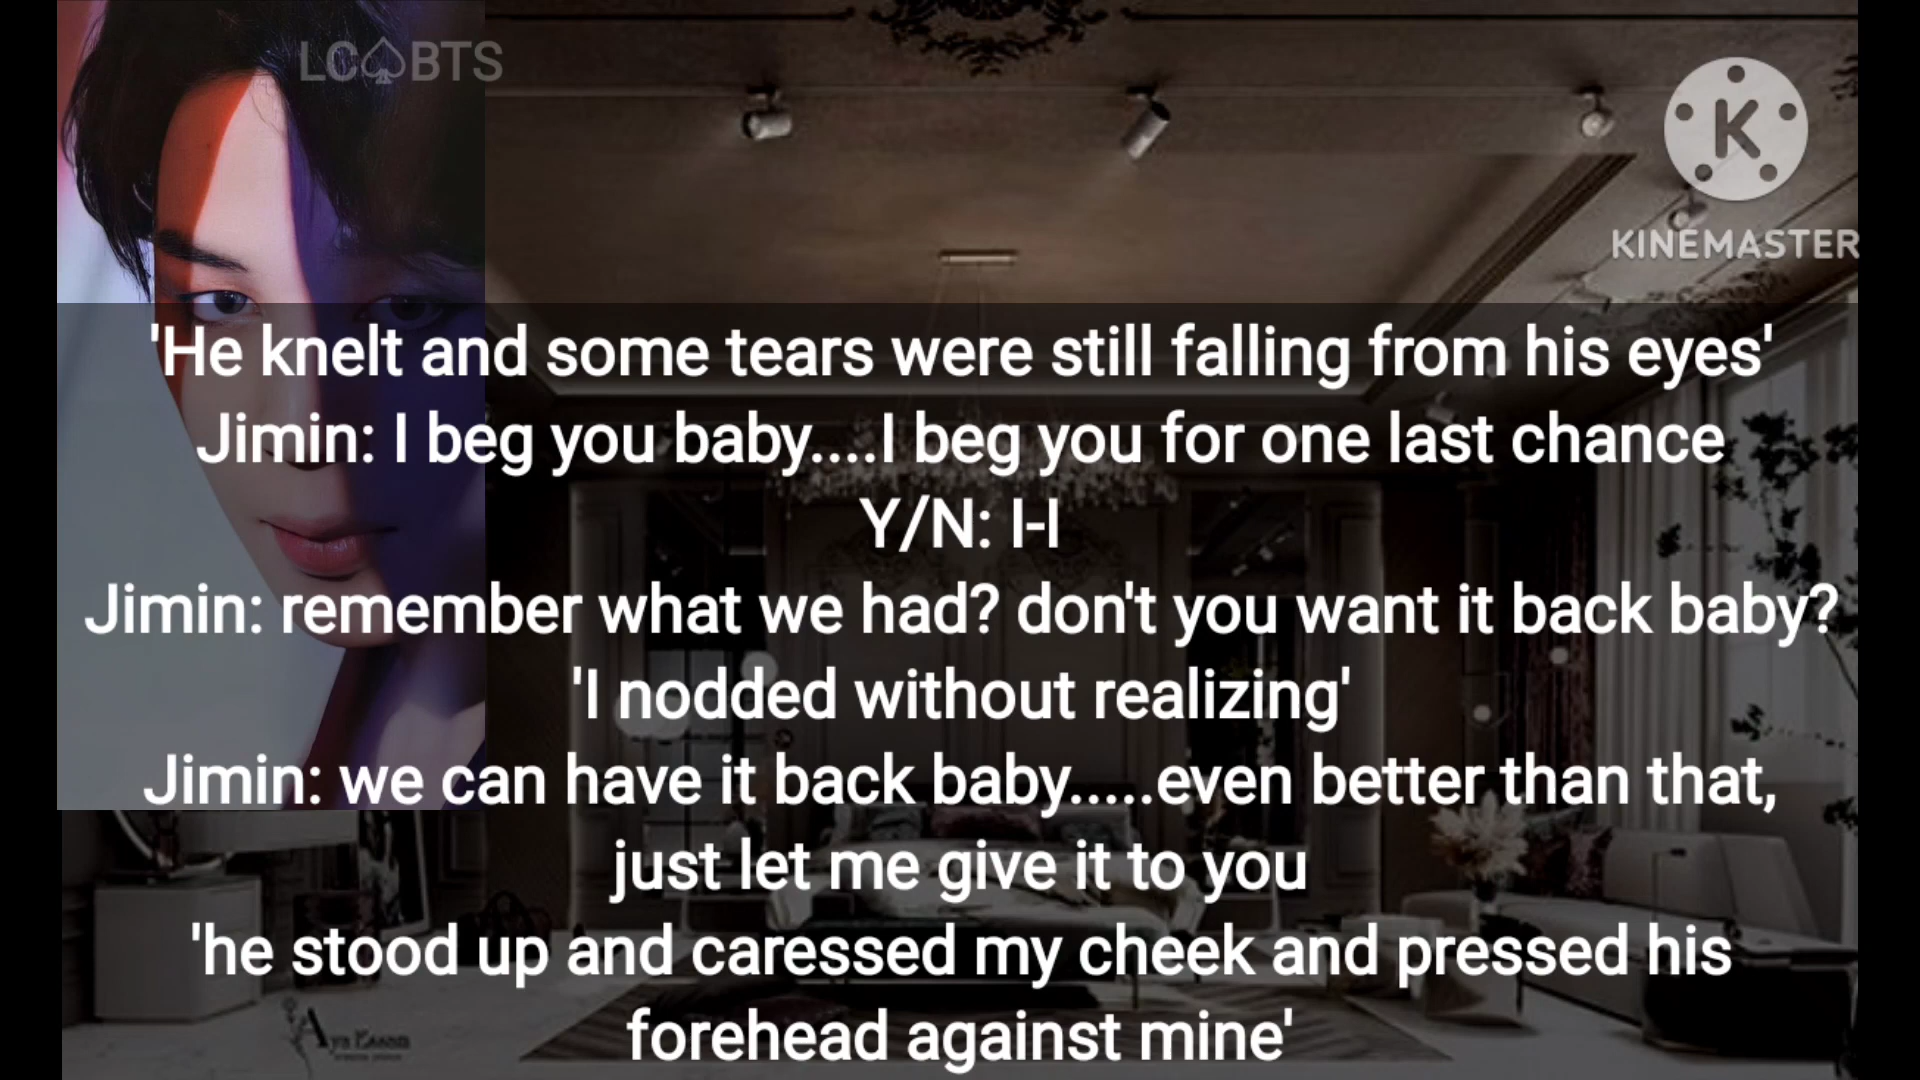 LC♤BTS
K
KINEMASTER
'He knelt and some tears were still falling from his eyes'
Jimin: I beg you baby....I beg you for one last chance
Y/N: I-I
Jimin: remember what we had? don't you want it back baby?
'I nodded without realizing'
Jimin: we can have it back baby.....even better than that,
just let me give it to you
'he stood up and caressed my cheek and pressed his
forehead against mine'